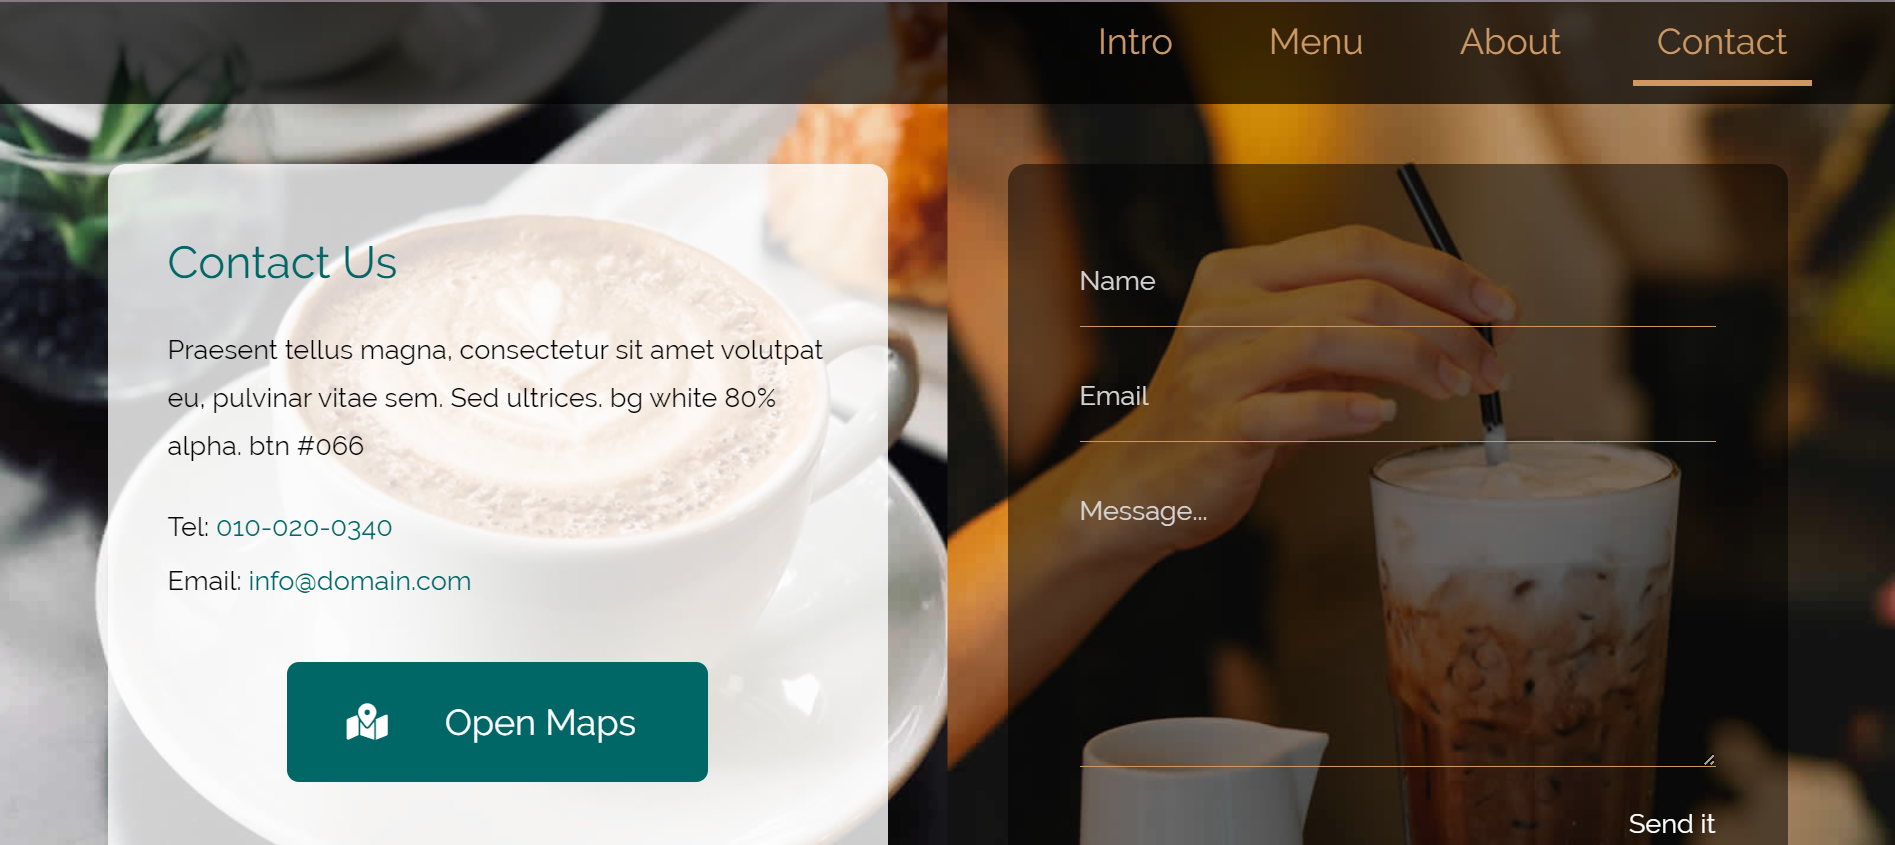 Intro Menu About Contact
Contact Us
Praesent tellus magna, consectetur sit amet volutpat
eu, pulvinar vitae sem. Sed ultrices. bg white 80%
alpha. btn #066
Tel: 010-020-0340
Email: info@domain.com
Open Maps
Name
Email
Message...
Send it